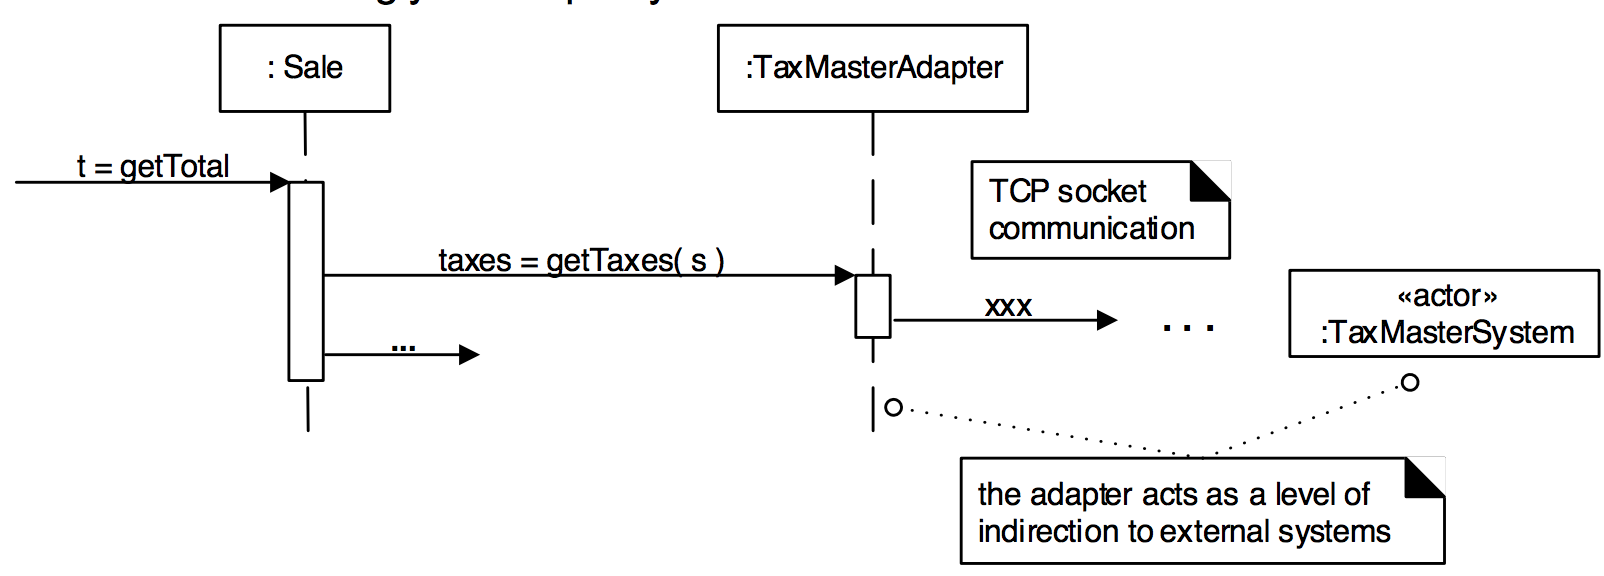 : Sale
:TaxMasterAdapter
t = getTotal
TCP socket
communication
taxes = getTaxes( s )
xxx
. . .
«actor»
:TaxMasterSystem
...
the adapter acts as a level of
indirection to external systems